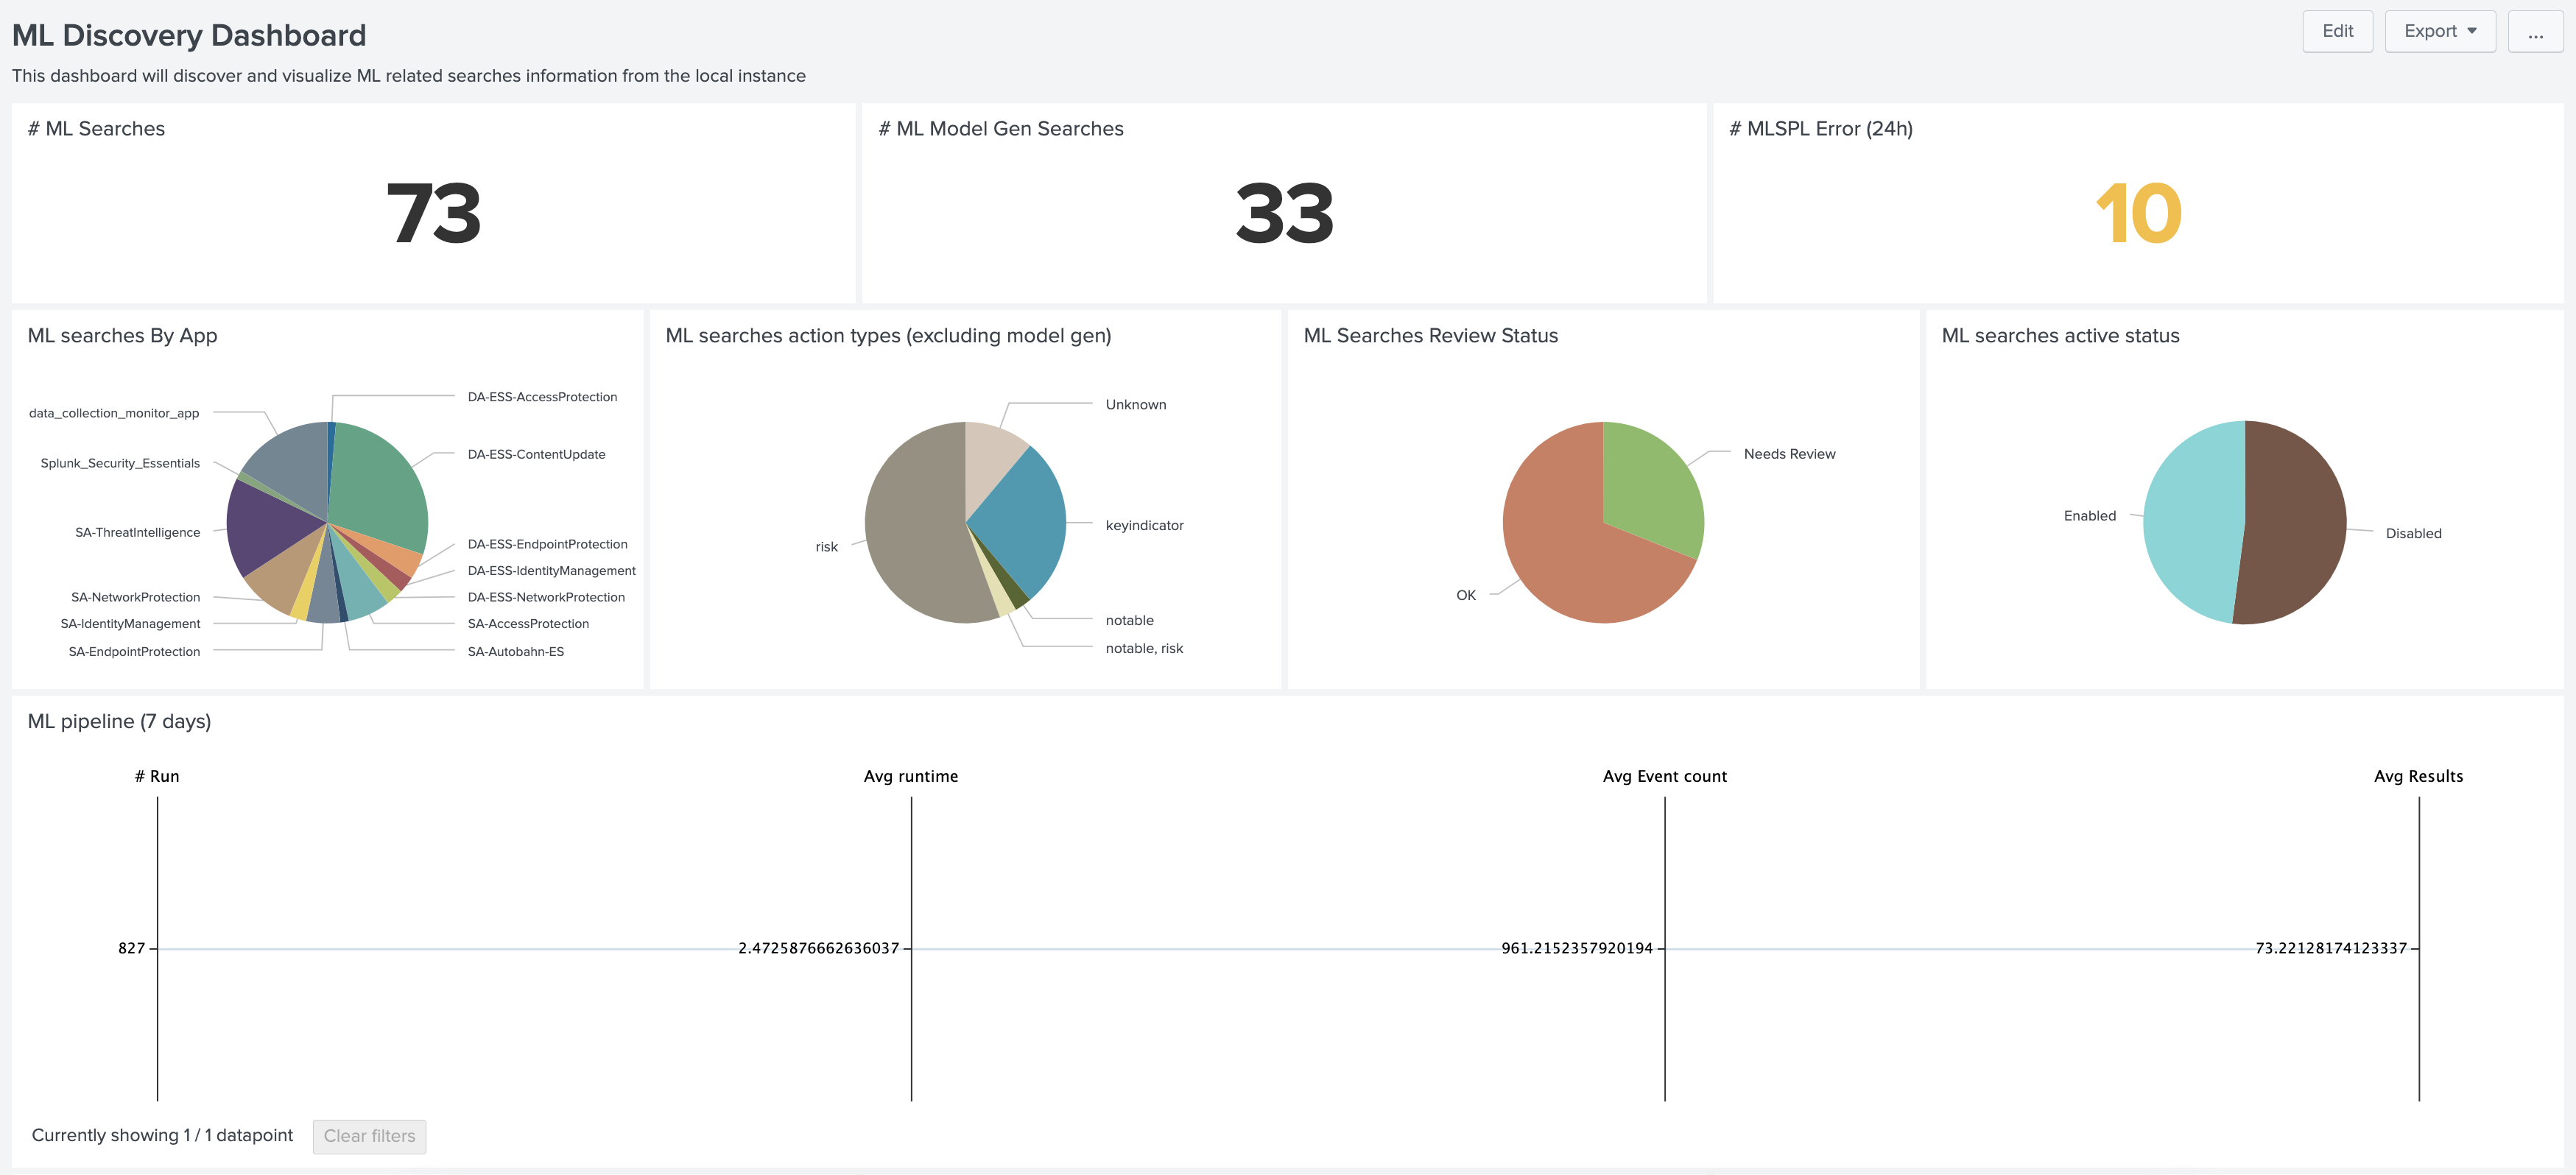 ML Discovery Dashboard
Edit
Export
...
This dashboard will discover and visualize ML related searches information from the local instance
# ML Searches
73
# ML Model Gen Searches
33
# MLSPL Error (24h)
10
ML searches By App
DA-ESS-AccessProtection
DA-ESS-ContentUpdate
DA-ESS-EndpointProtection
DA-ESS-IdentityManagement
DA-ESS-NetworkProtection
SA-AccessProtection
SA-Autobahn-ES
SA-EndpointProtection
SA-IdentityManagement
SA-NetworkProtection
SA-ThreatIntelligence
Splunk_Security_Essentials
data_collection_monitor_app
ML searches action types (excluding model gen)
Unknown
keyindicator
notable
notable, risk
risk
ML Searches Review Status
Needs Review
OK
ML searches active status
Enabled
Disabled
ML pipeline (7 days)
# Run
Avg runtime
Avg Event count
Avg Results
827
2.4725876662636037
961.2152357920194
73.22128174123337
Currently showing 1 / 1 datapoint
Clear filters